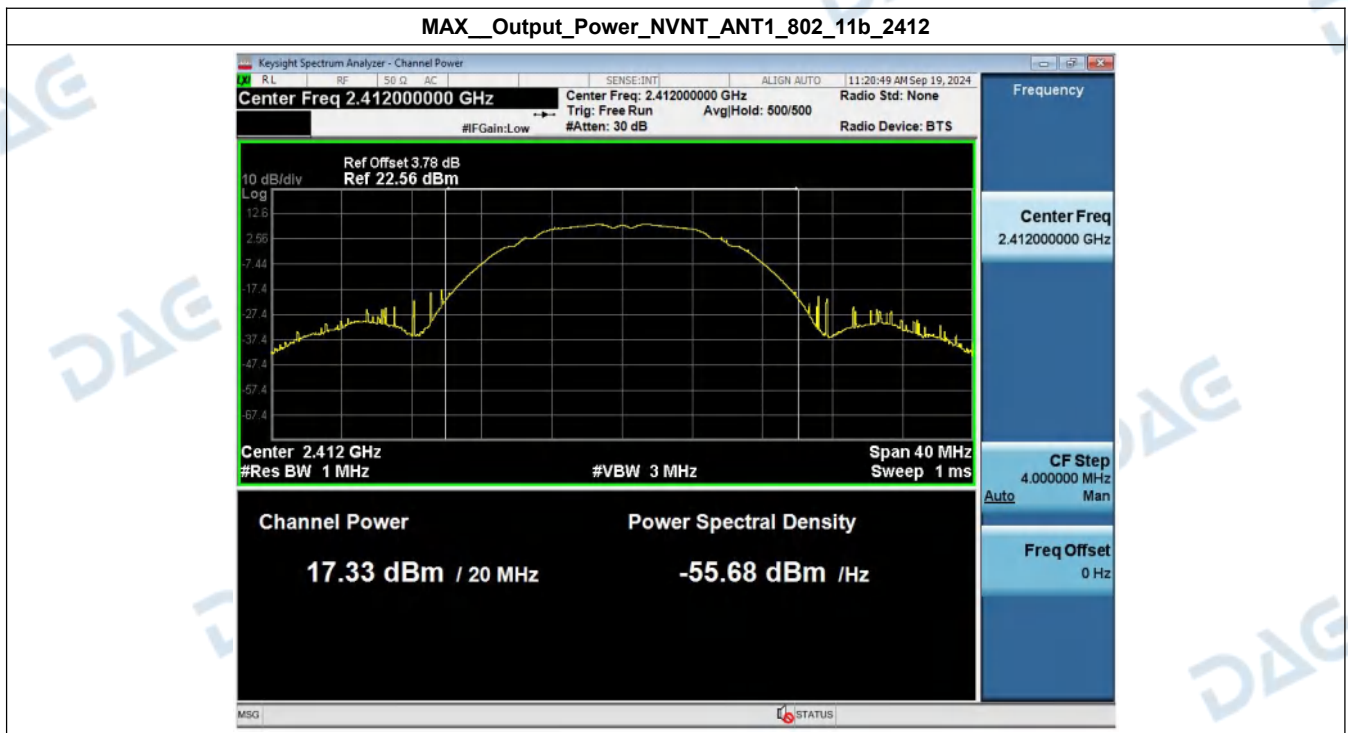 MAX__Output_Power_NVNT_ANT1_802_11b_2412
Keysight Spectrum Analyzer - Channel Power
LXI RL RF 50 Ω AC SENSE:INT ALIGN AUTO 11:20:49 AM Sep 19, 2024
Center Freq 2.412000000 GHz
#IFGain:Low
Center Freq: 2.412000000 GHz
Trig: Free Run Avg|Hold: 500/500
#Atten: 30 dB
Radio Std: None
Radio Device: BTS
Frequency
Ref Offset 3.78 dB
10 dB/div Ref 22.56 dBm
Log
12.6
2.56
-7.44
-17.4
-27.4
-37.4
-47.4
-57.4
-67.4
Center 2.412 GHz Span 40 MHz
#Res BW 1 MHz #VBW 3 MHz Sweep 1 ms
Channel Power Power Spectral Density
17.33 dBm / 20 MHz -55.68 dBm /Hz
Center Freq
2.412000000 GHz
CF Step
4.000000 MHz
Auto Man
Freq Offset
0 Hz
MSG STATUS
DAE
DAE
DAE
DAE